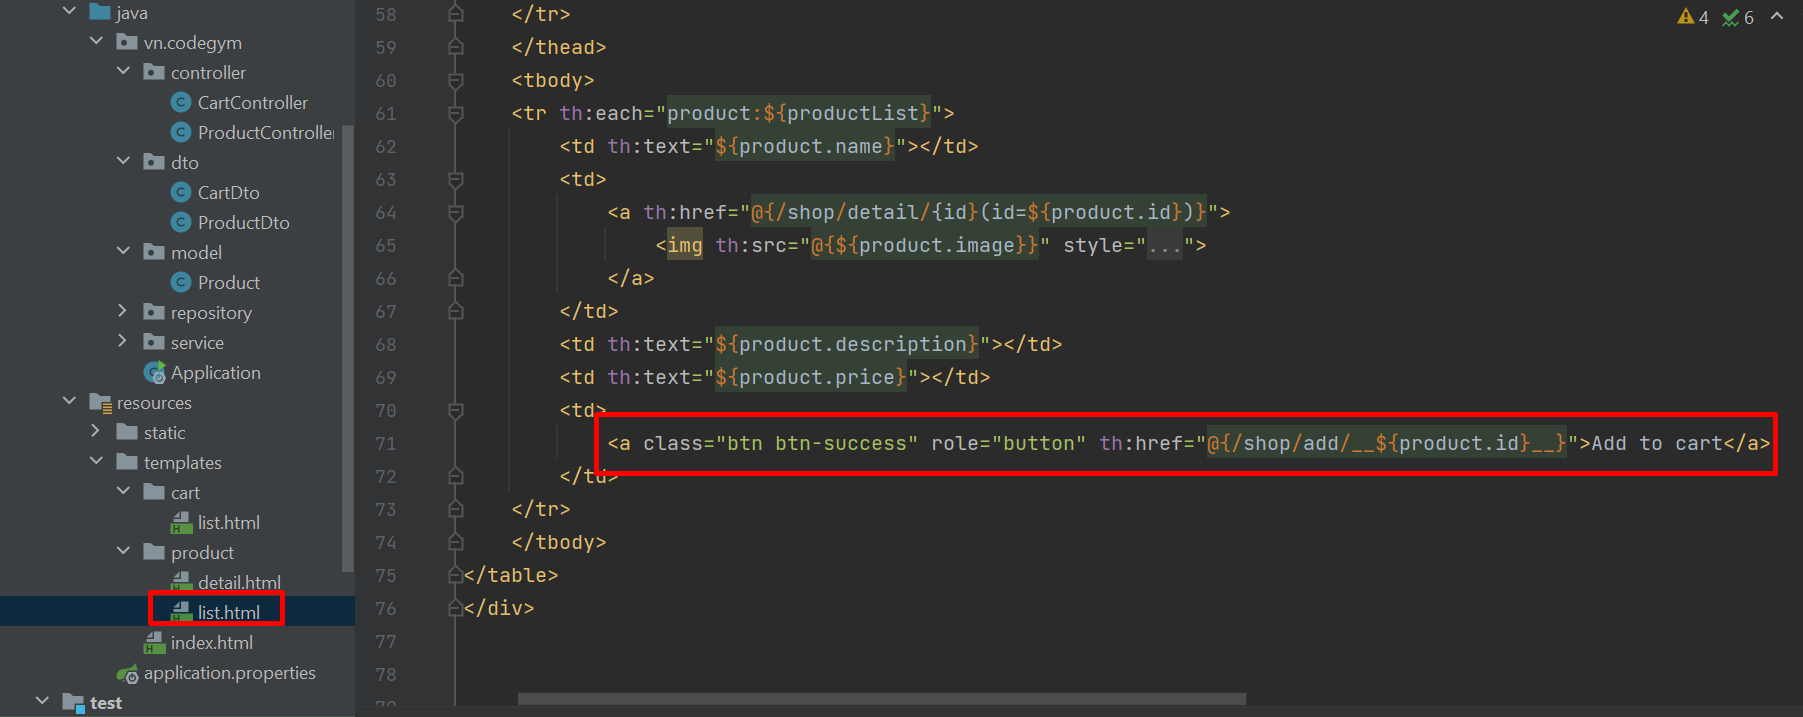 java
vn.codegym
controller
CartController
ProductController
dto
CartDto
ProductDto
model
Product
repository
service
Application
resources
static
templates
cart
list.html
product
detail.html
list.html
index.html
application.properties
test
4 6
58 </tr>
59 </thead>
60 <tbody>
61 <tr th:each="product:${productList}">
62 <td th:text="${product.name}"></td>
63 <td>
64 <a th:href="@{/shop/detail/{id}(id=${product.id})}">
65 <img th:src="@{${product.image}}" style="...">
66 </a>
67 </td>
68 <td th:text="${product.description}"></td>
69 <td th:text="${product.price}"></td>
70 <td>
71 <a class="btn btn-success" role="button" th:href="@{/shop/add/__${product.id}__}">Add to cart</a>
72 </td>
73 </tr>
74 </tbody>
75 </table>
76 </div>
77
78